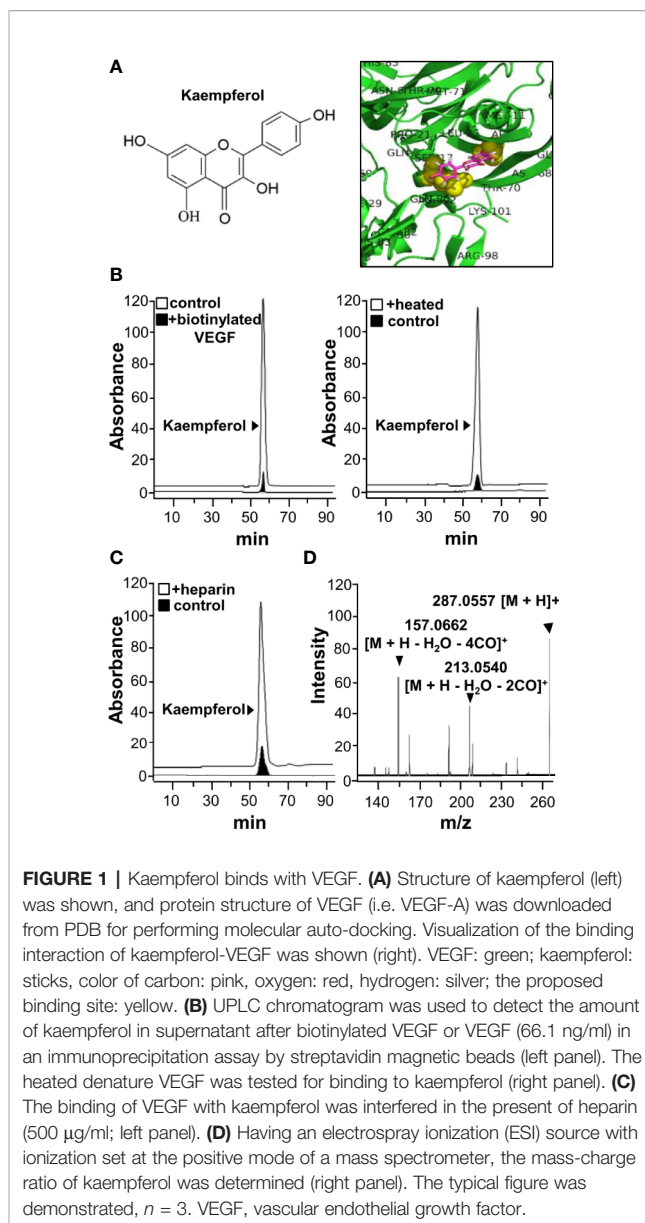 A
Kaempferol
OH
HO
O
OH
OH
O
ARG-98
LYS-101
THR-70
B
control
+biotinylated
VEGF
Absorbance
120
100
80
60
40
20
0
Kaempferol
10 30 50 70 90
min
+heated
control
Absorbance
120
100
80
60
40
20
0
Kaempferol
10 30 50 70 90
min
C
+heparin
control
Absorbance
120
100
80
60
40
20
0
Kaempferol
10 30 50 70 90
min
D
Intensity
120
100
80
60
40
20
0
287.0557 [M + H]+
157.0662
[M + H - H₂O - 4CO]⁺
213.0540
[M + H - H₂O - 2CO]⁺
140 170 200 230 260
m/z
FIGURE 1 | Kaempferol binds with VEGF. (A) Structure of kaempferol (left)
was shown, and protein structure of VEGF (i.e. VEGF-A) was downloaded
from PDB for performing molecular auto-docking. Visualization of the binding
interaction of kaempferol-VEGF was shown (right). VEGF: green; kaempferol:
sticks, color of carbon: pink, oxygen: red, hydrogen: silver; the proposed
binding site: yellow. (B) UPLC chromatogram was used to detect the amount
of kaempferol in supernatant after biotinylated VEGF or VEGF (66.1 ng/ml) in
an immunoprecipitation assay by streptavidin magnetic beads (left panel). The
heated denature VEGF was tested for binding to kaempferol (right panel). (C)
The binding of VEGF with kaempferol was interfered in the present of heparin
(500 μg/ml; left panel). (D) Having an electrospray ionization (ESI) source with
ionization set at the positive mode of a mass spectrometer, the mass-charge
ratio of kaempferol was determined (right panel). The typical figure was
demonstrated, n = 3. VEGF, vascular endothelial growth factor.